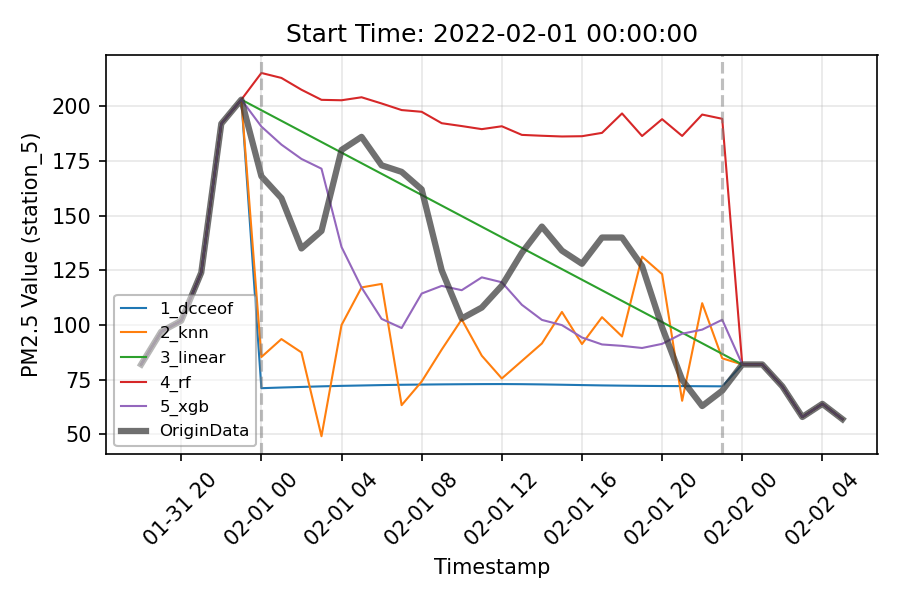 Start Time: 2022-02-01 00:00:00
PM2.5 Value (station_5)
200
175
150
125
100
75
50
1_dcceof
2_knn
3_linear
4_rf
5_xgb
OriginData
01-31 20
02-01 00
02-01 04
02-01 08
02-01 12
02-01 16
02-01 20
02-02 00
02-02 04
Timestamp